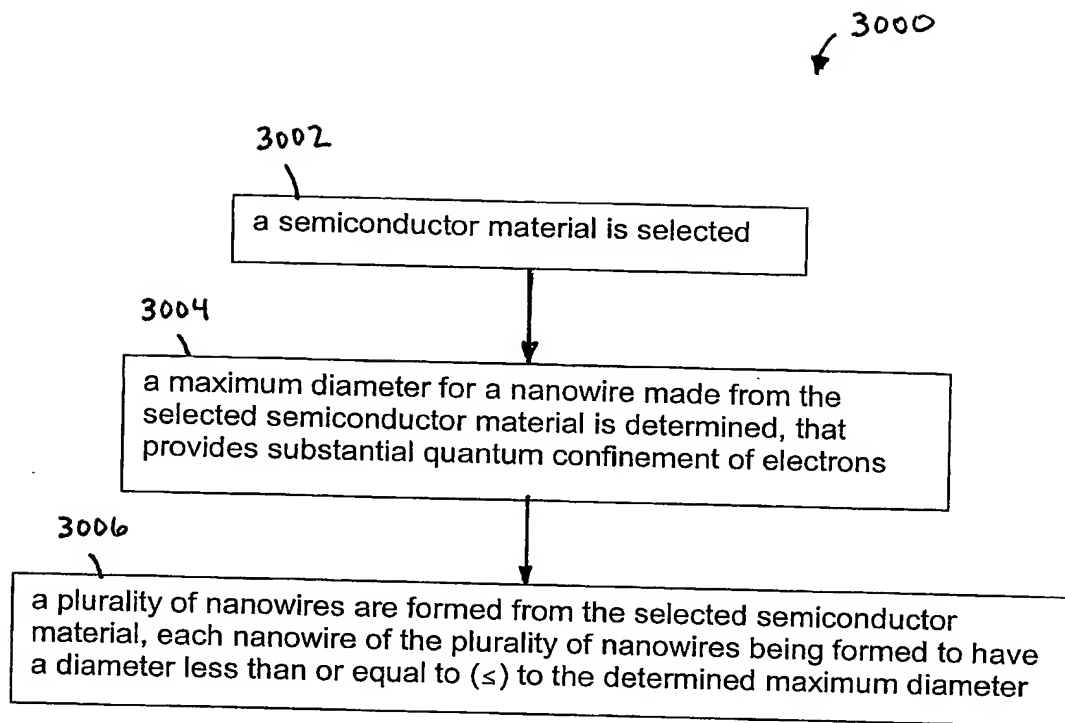 3000
3002
a semiconductor material is selected
3004
a maximum diameter for a nanowire made from the
selected semiconductor material is determined, that
provides substantial quantum confinement of electrons
3006
a plurality of nanowires are formed from the selected semiconductor
material, each nanowire of the plurality of nanowires being formed to have
a diameter less than or equal to (≤) to the determined maximum diameter